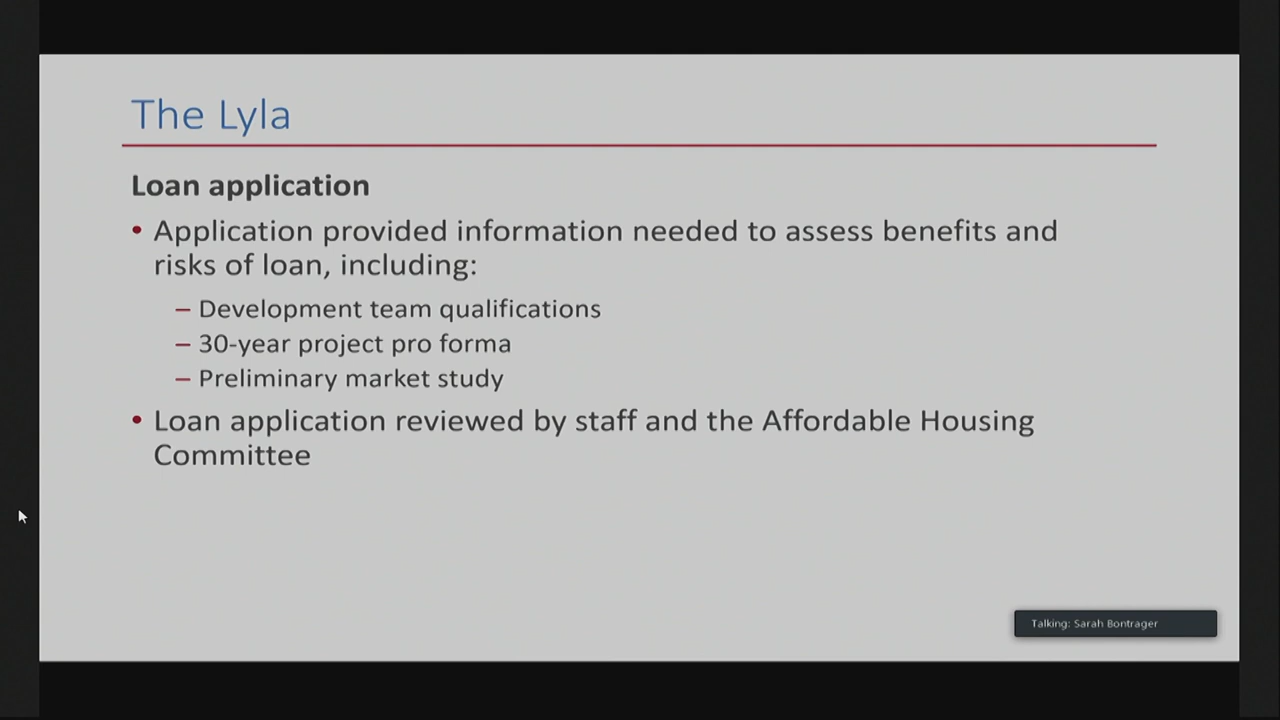 The Lyla
Loan application
• Application provided information needed to assess benefits and
risks of loan, including:
– Development team qualifications
– 30-year project pro forma
– Preliminary market study
• Loan application reviewed by staff and the Affordable Housing
Committee
Talking: Sarah Bontrager